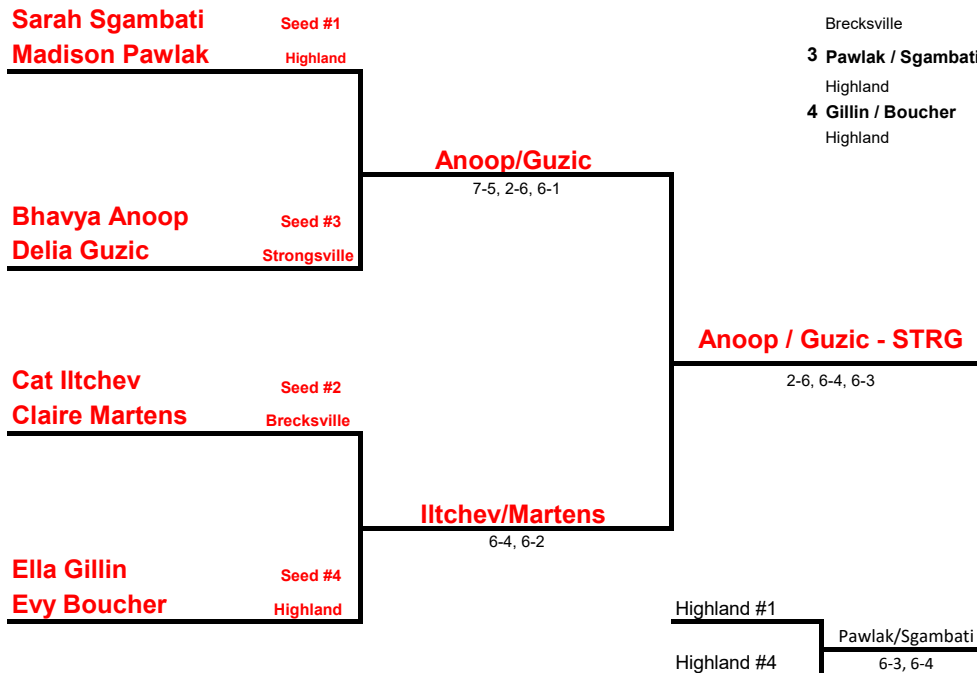 Sarah Sgambati Seed #1
Madison Pawlak Highland
Brecksville
3 Pawlak / Sgambati
Highland
4 Gillin / Boucher
Highland
Anoop/Guzic
7-5, 2-6, 6-1
Bhavya Anoop Seed #3
Delia Guzic Strongsville
Anoop / Guzic - STRG
2-6, 6-4, 6-3
Cat Iltchev Seed #2
Claire Martens Brecksville
Iltchev/Martens
6-4, 6-2
Ella Gillin Seed #4
Evy Boucher Highland
Highland #1
Pawlak/Sgambati
Highland #4 6-3, 6-4